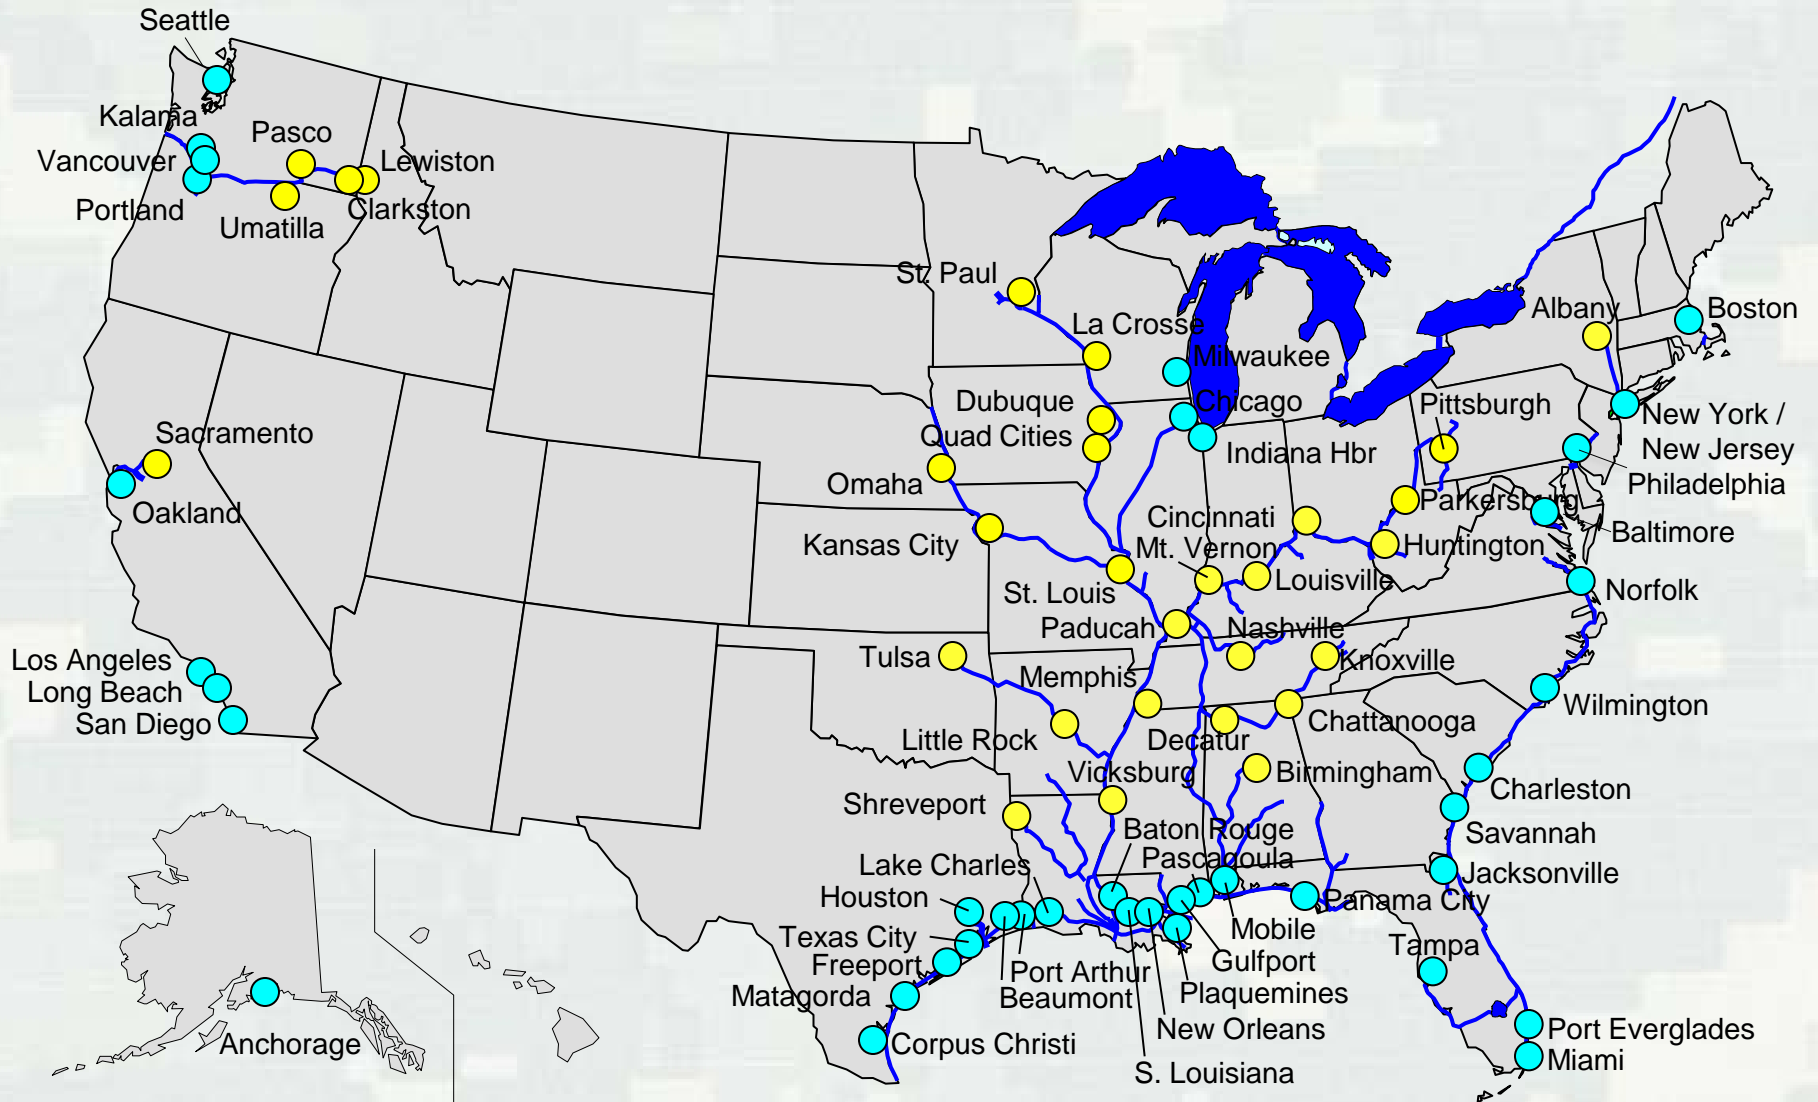 Seattle
Kalama
Pasco
Vancouver
Lewiston
Portland
Clarkston
Umatilla
St. Paul
La Crosse
Albany
Boston
Milwaukee
Dubuque
Chicago
Pittsburgh
New York /
New Jersey
Quad Cities
Sacramento
Indiana Hbr
Omaha
Philadelphia
Oakland
Parkersburg
Cincinnati
Baltimore
Kansas City
Mt. Vernon
Huntington
Louisville
St. Louis
Norfolk
Paducah
Nashville
Los Angeles
Tulsa
Knoxville
Long Beach
Memphis
San Diego
Wilmington
Chattanooga
Little Rock
Decatur
Vicksburg
Birmingham
Charleston
Shreveport
Baton Rouge
Savannah
Pascagoula
Lake Charles
Jacksonville
Houston
Panama City
Texas City
Mobile
Tampa
Freeport
Gulfport
Port Arthur
Matagorda
Beaumont
Plaquemines
New Orleans
Port Everglades
Anchorage
Corpus Christi
Miami
S. Louisiana